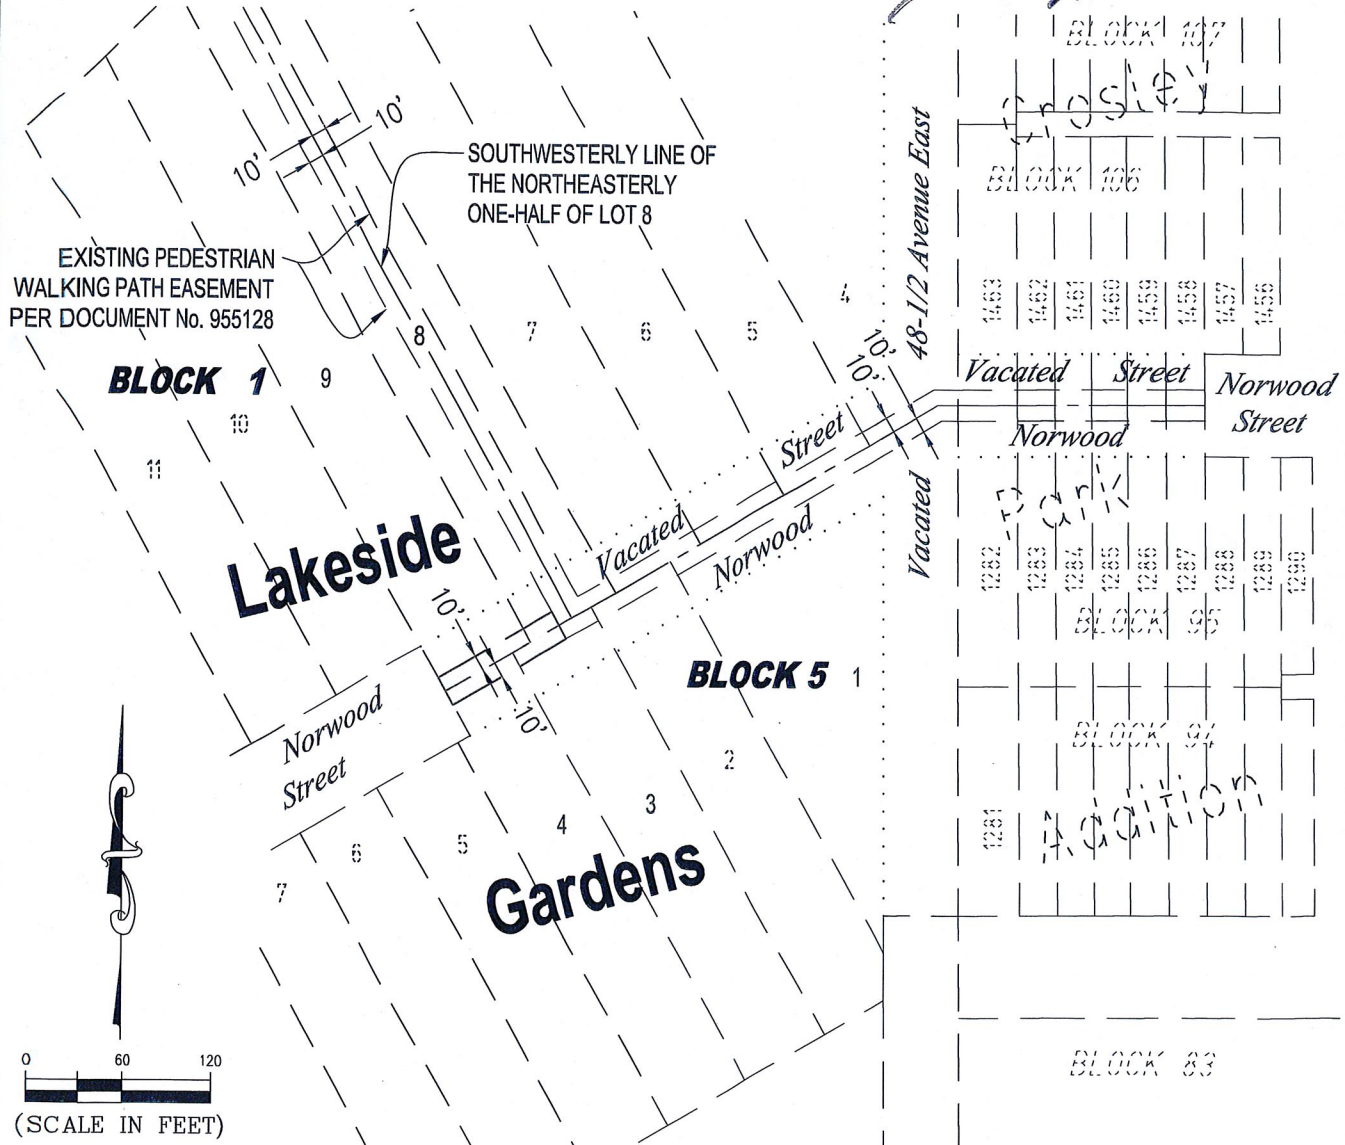 BLOCK 107
Crosley
10'
10'
SOUTHWESTERLY LINE OF
THE NORTHEASTERLY
ONE-HALF OF LOT 8
48-1/2 Avenue East
BLOCK 106
EXISTING PEDESTRIAN
WALKING PATH EASEMENT
PER DOCUMENT No. 955128
1463
1462
1461
1460
1459
1458
1457
1456
4
5
6
7
8
9
10
11
BLOCK 1
10'
10'
Vacated Street
Norwood
Street
Norwood
Street
Vacated
Norwood
Vacated
Park
Lakeside
1282
1283
1284
1285
1286
1287
1288
1289
1290
BLOCK 95
10'
10'
BLOCK 5
1
Norwood
Street
BLOCK 94
2
3
4
5
6
7
1281
Addition
Gardens
0 60 120
(SCALE IN FEET)
BLOCK 83